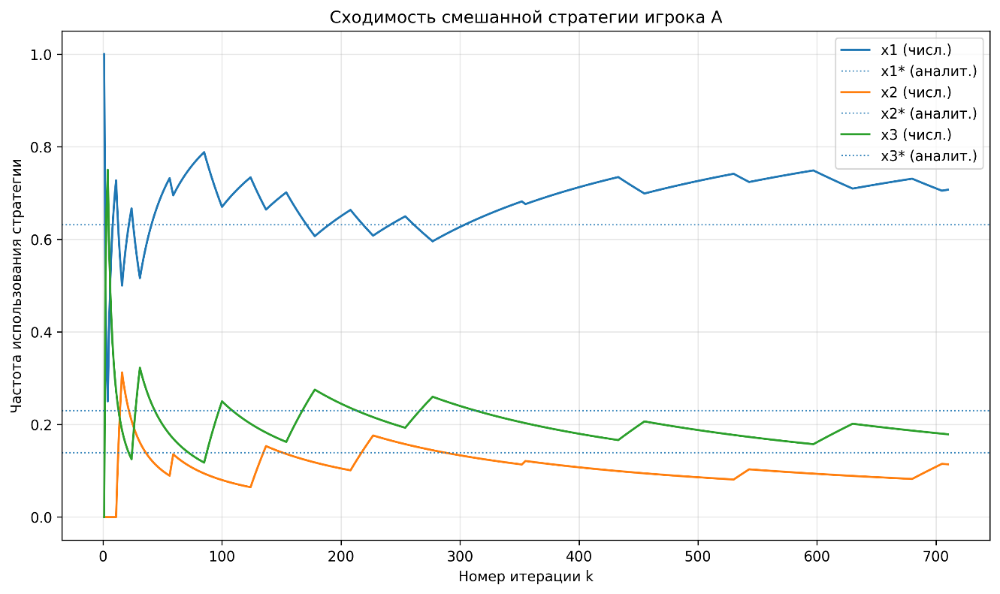 Сходимость смешанной стратегии игрока A
x1 (числ.)
x1* (аналит.)
x2 (числ.)
x2* (аналит.)
x3 (числ.)
x3* (аналит.)
Частота использования стратегии
1.0
0.8
0.6
0.4
0.2
0.0
0 100 200 300 400 500 600 700
Номер итерации k